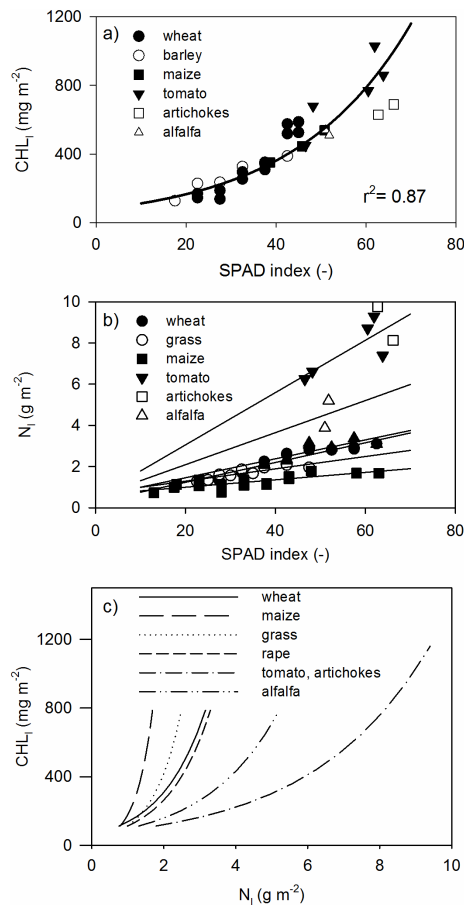 a)
wheat
barley
maize
tomato
artichokes
alfalfa
r²= 0.87
CHLₗ (mg m⁻²)
1200
800
400
0
0 20 40 60 80
SPAD index (-)
b)
wheat
grass
maize
tomato
artichokes
alfalfa
Nₗ (g m⁻²)
10
8
6
4
2
0
0 20 40 60 80
SPAD index (-)
c)
wheat
maize
grass
rape
tomato, artichokes
alfalfa
CHLₗ (mg m⁻²)
1200
800
400
0
0 2 4 6 8 10
Nₗ (g m⁻²)